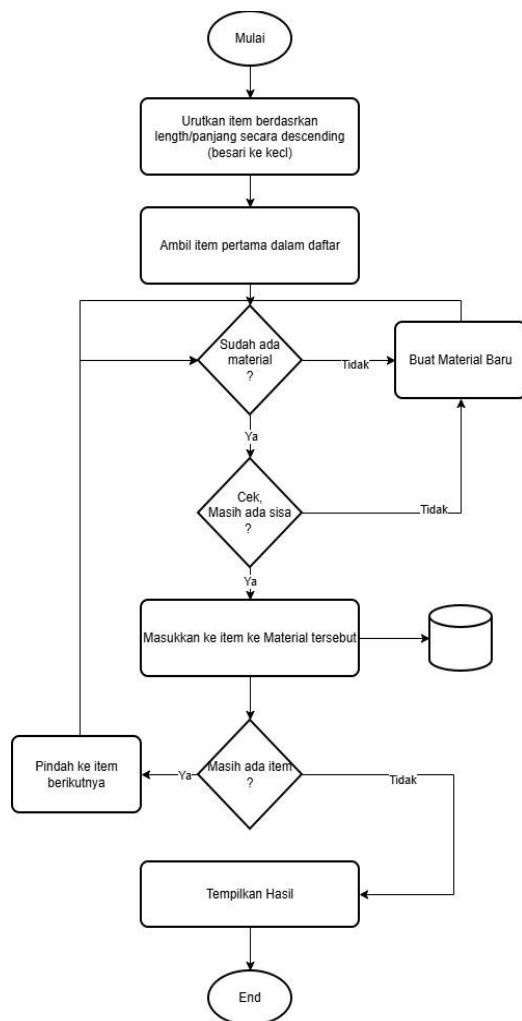 Mulai
Urutkan item berdasrkan
length/panjang secara descending
(besari ke kecl)
Ambil item pertama dalam daftar
Sudah ada
material
?
Tidak
Buat Material Baru
Ya
Cek,
Masih ada sisa
?
Tidak
Ya
Masukkan ke item ke Material tersebut
Pindah ke item
berikutnya
Ya
Masih ada item
?
Tidak
Tempilkan Hasil
End